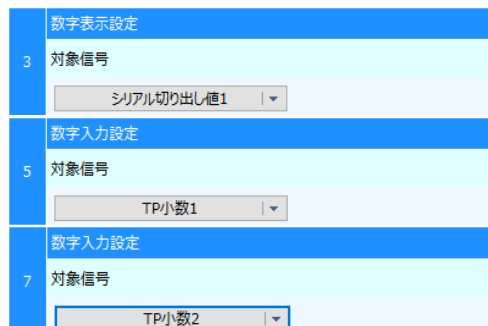 数字表示設定
3
対象信号
シリアル切り出し値1
数字入力設定
5
対象信号
TP小数1
数字入力設定
7
対象信号
TP小数2